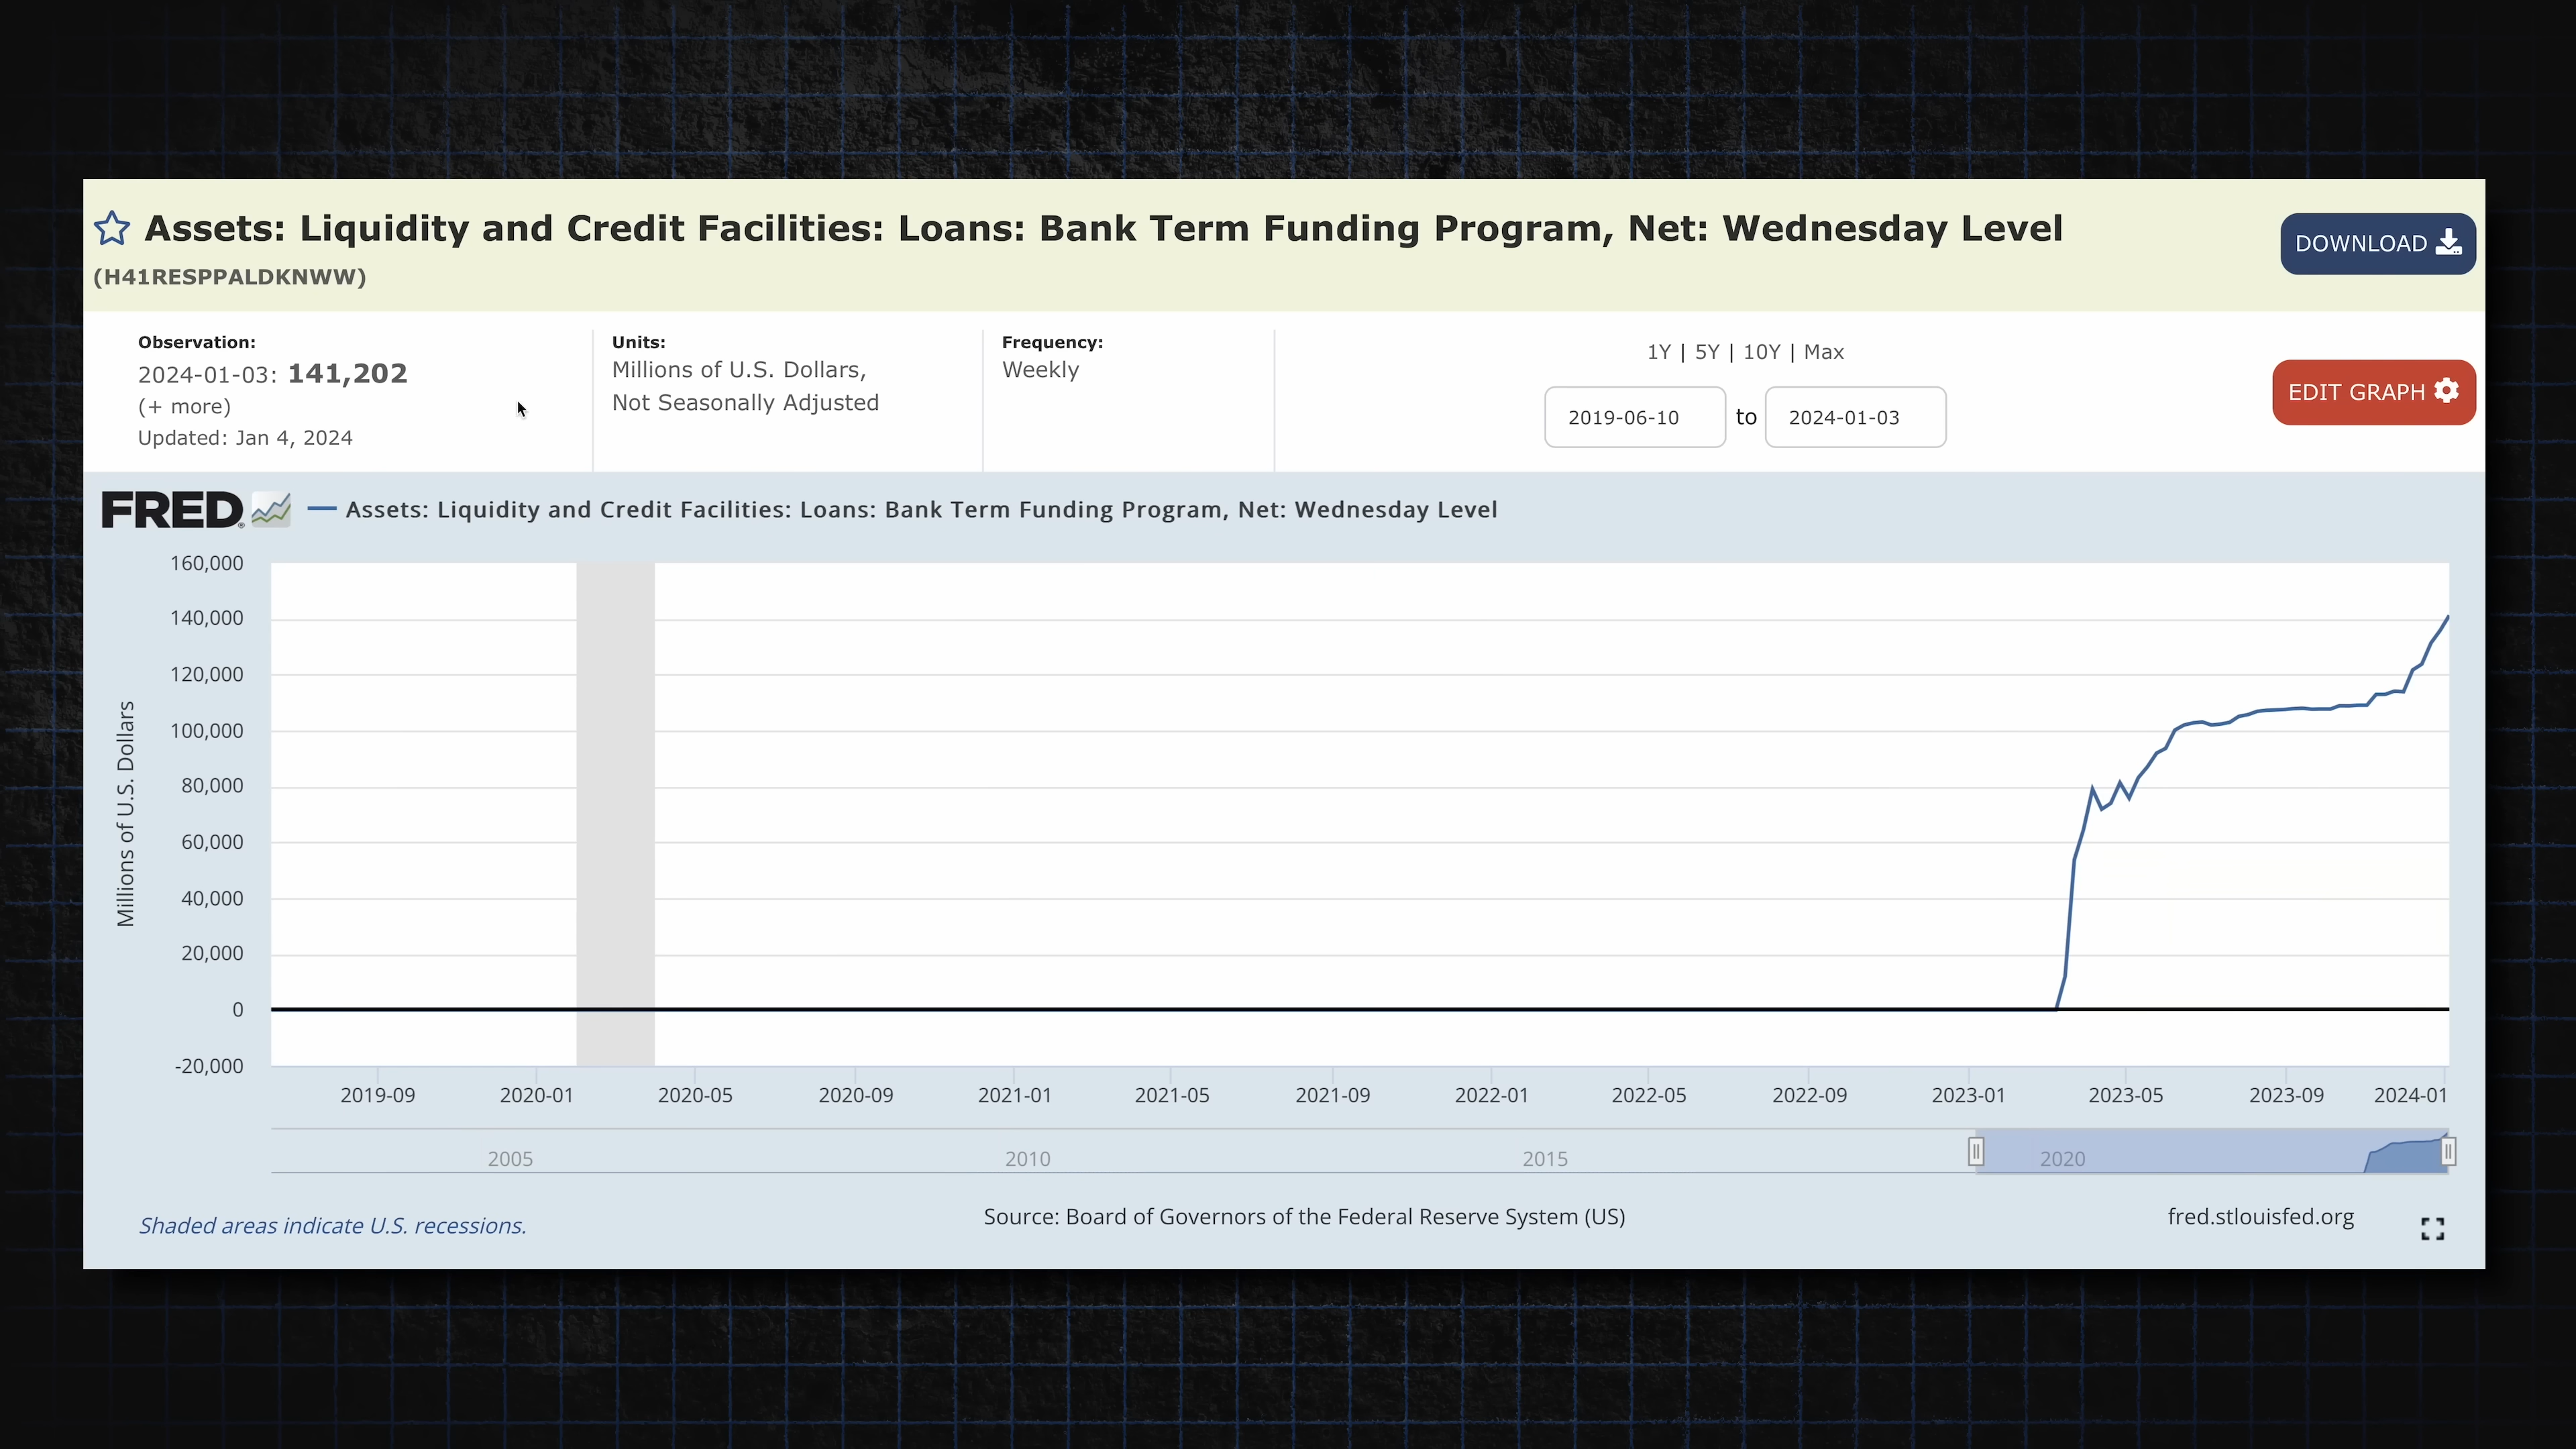 Assets: Liquidity and Credit Facilities: Loans: Bank Term Funding Program, Net: Wednesday Level
(H41RESPPALDKNWW)
DOWNLOAD
Observation:
2024-01-03: 141,202
(+ more)
Updated: Jan 4, 2024
Units:
Millions of U.S. Dollars,
Not Seasonally Adjusted
Frequency:
Weekly
1Y | 5Y | 10Y | Max
2019-06-10 to 2024-01-03
EDIT GRAPH
FRED® Assets: Liquidity and Credit Facilities: Loans: Bank Term Funding Program, Net: Wednesday Level
Millions of U.S. Dollars
160,000
140,000
120,000
100,000
80,000
60,000
40,000
20,000
0
-20,000
2019-09 2020-01 2020-05 2020-09 2021-01 2021-05 2021-09 2022-01 2022-05 2022-09 2023-01 2023-05 2023-09 2024-01
2005 2010 2015 2020
Shaded areas indicate U.S. recessions.
Source: Board of Governors of the Federal Reserve System (US)
fred.stlouisfed.org